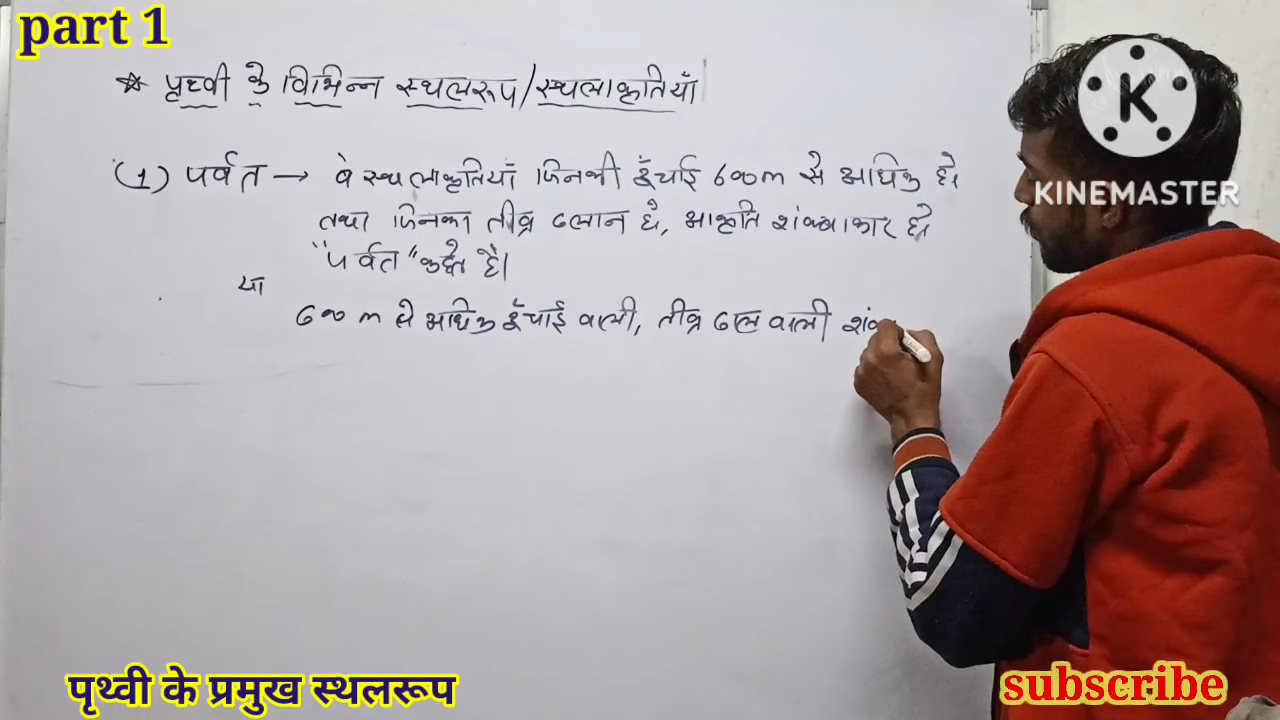 part 1
* पृथ्वी के विभिन्न स्थलरूप/स्थलाकृतियाँ
(1) पर्वत → वे स्थलाकृतियाँ जिनकी ऊँचाई 600m से अधिक हो।
तथा जिनका तीव्र ढलान है, आकृति शंक्वाकार हो
"पर्वत" कहते है।
या
600 m से अधिक ऊँचाई वाली, तीव्र ढाल वाली शंक
K
KINEMASTER
पृथ्वी के प्रमुख स्थलरूप
subscribe